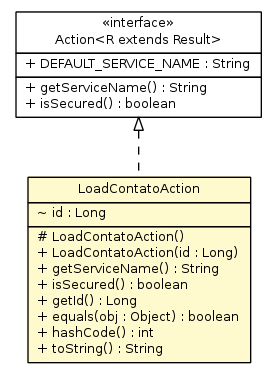 «interface»
Action<R extends Result>
+ DEFAULT_SERVICE_NAME : String
+ getServiceName() : String
+ isSecured() : boolean
LoadContatoAction
~ id : Long
# LoadContatoAction()
+ LoadContatoAction(id : Long)
+ getServiceName() : String
+ isSecured() : boolean
+ getId() : Long
+ equals(obj : Object) : boolean
+ hashCode() : int
+ toString() : String